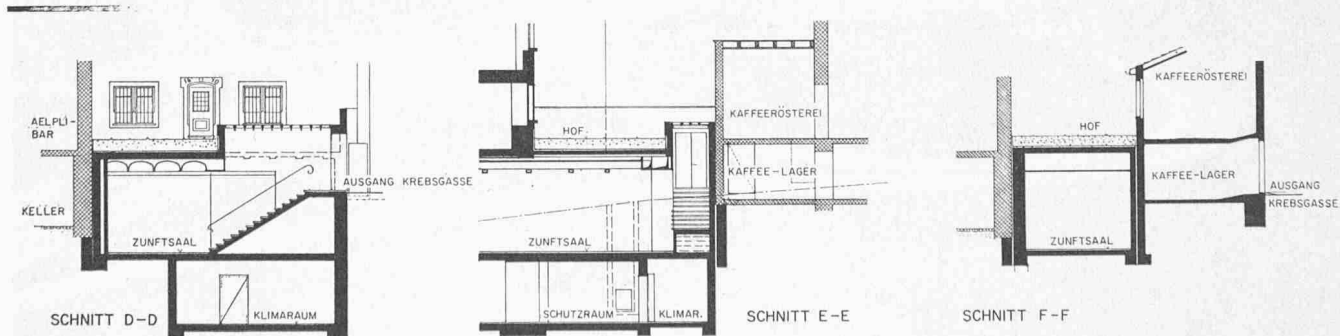 AELPLI-
BAR
KELLER
ZUNFTSAAL
KLIMARAUM
AUSGANG KREBSGASSE
SCHNITT D-D
HOF
ZUNFTSAAL
SCHUTZRAUM
KLIMAR.
KAFFEERÖSTEREI
KAFFEE-LAGER
SCHNITT E-E
HOF
ZUNFTSAAL
KAFFEERÖSTEREI
KAFFEE-LAGER
AUSGANG
KREBSGASSE
SCHNITT F-F